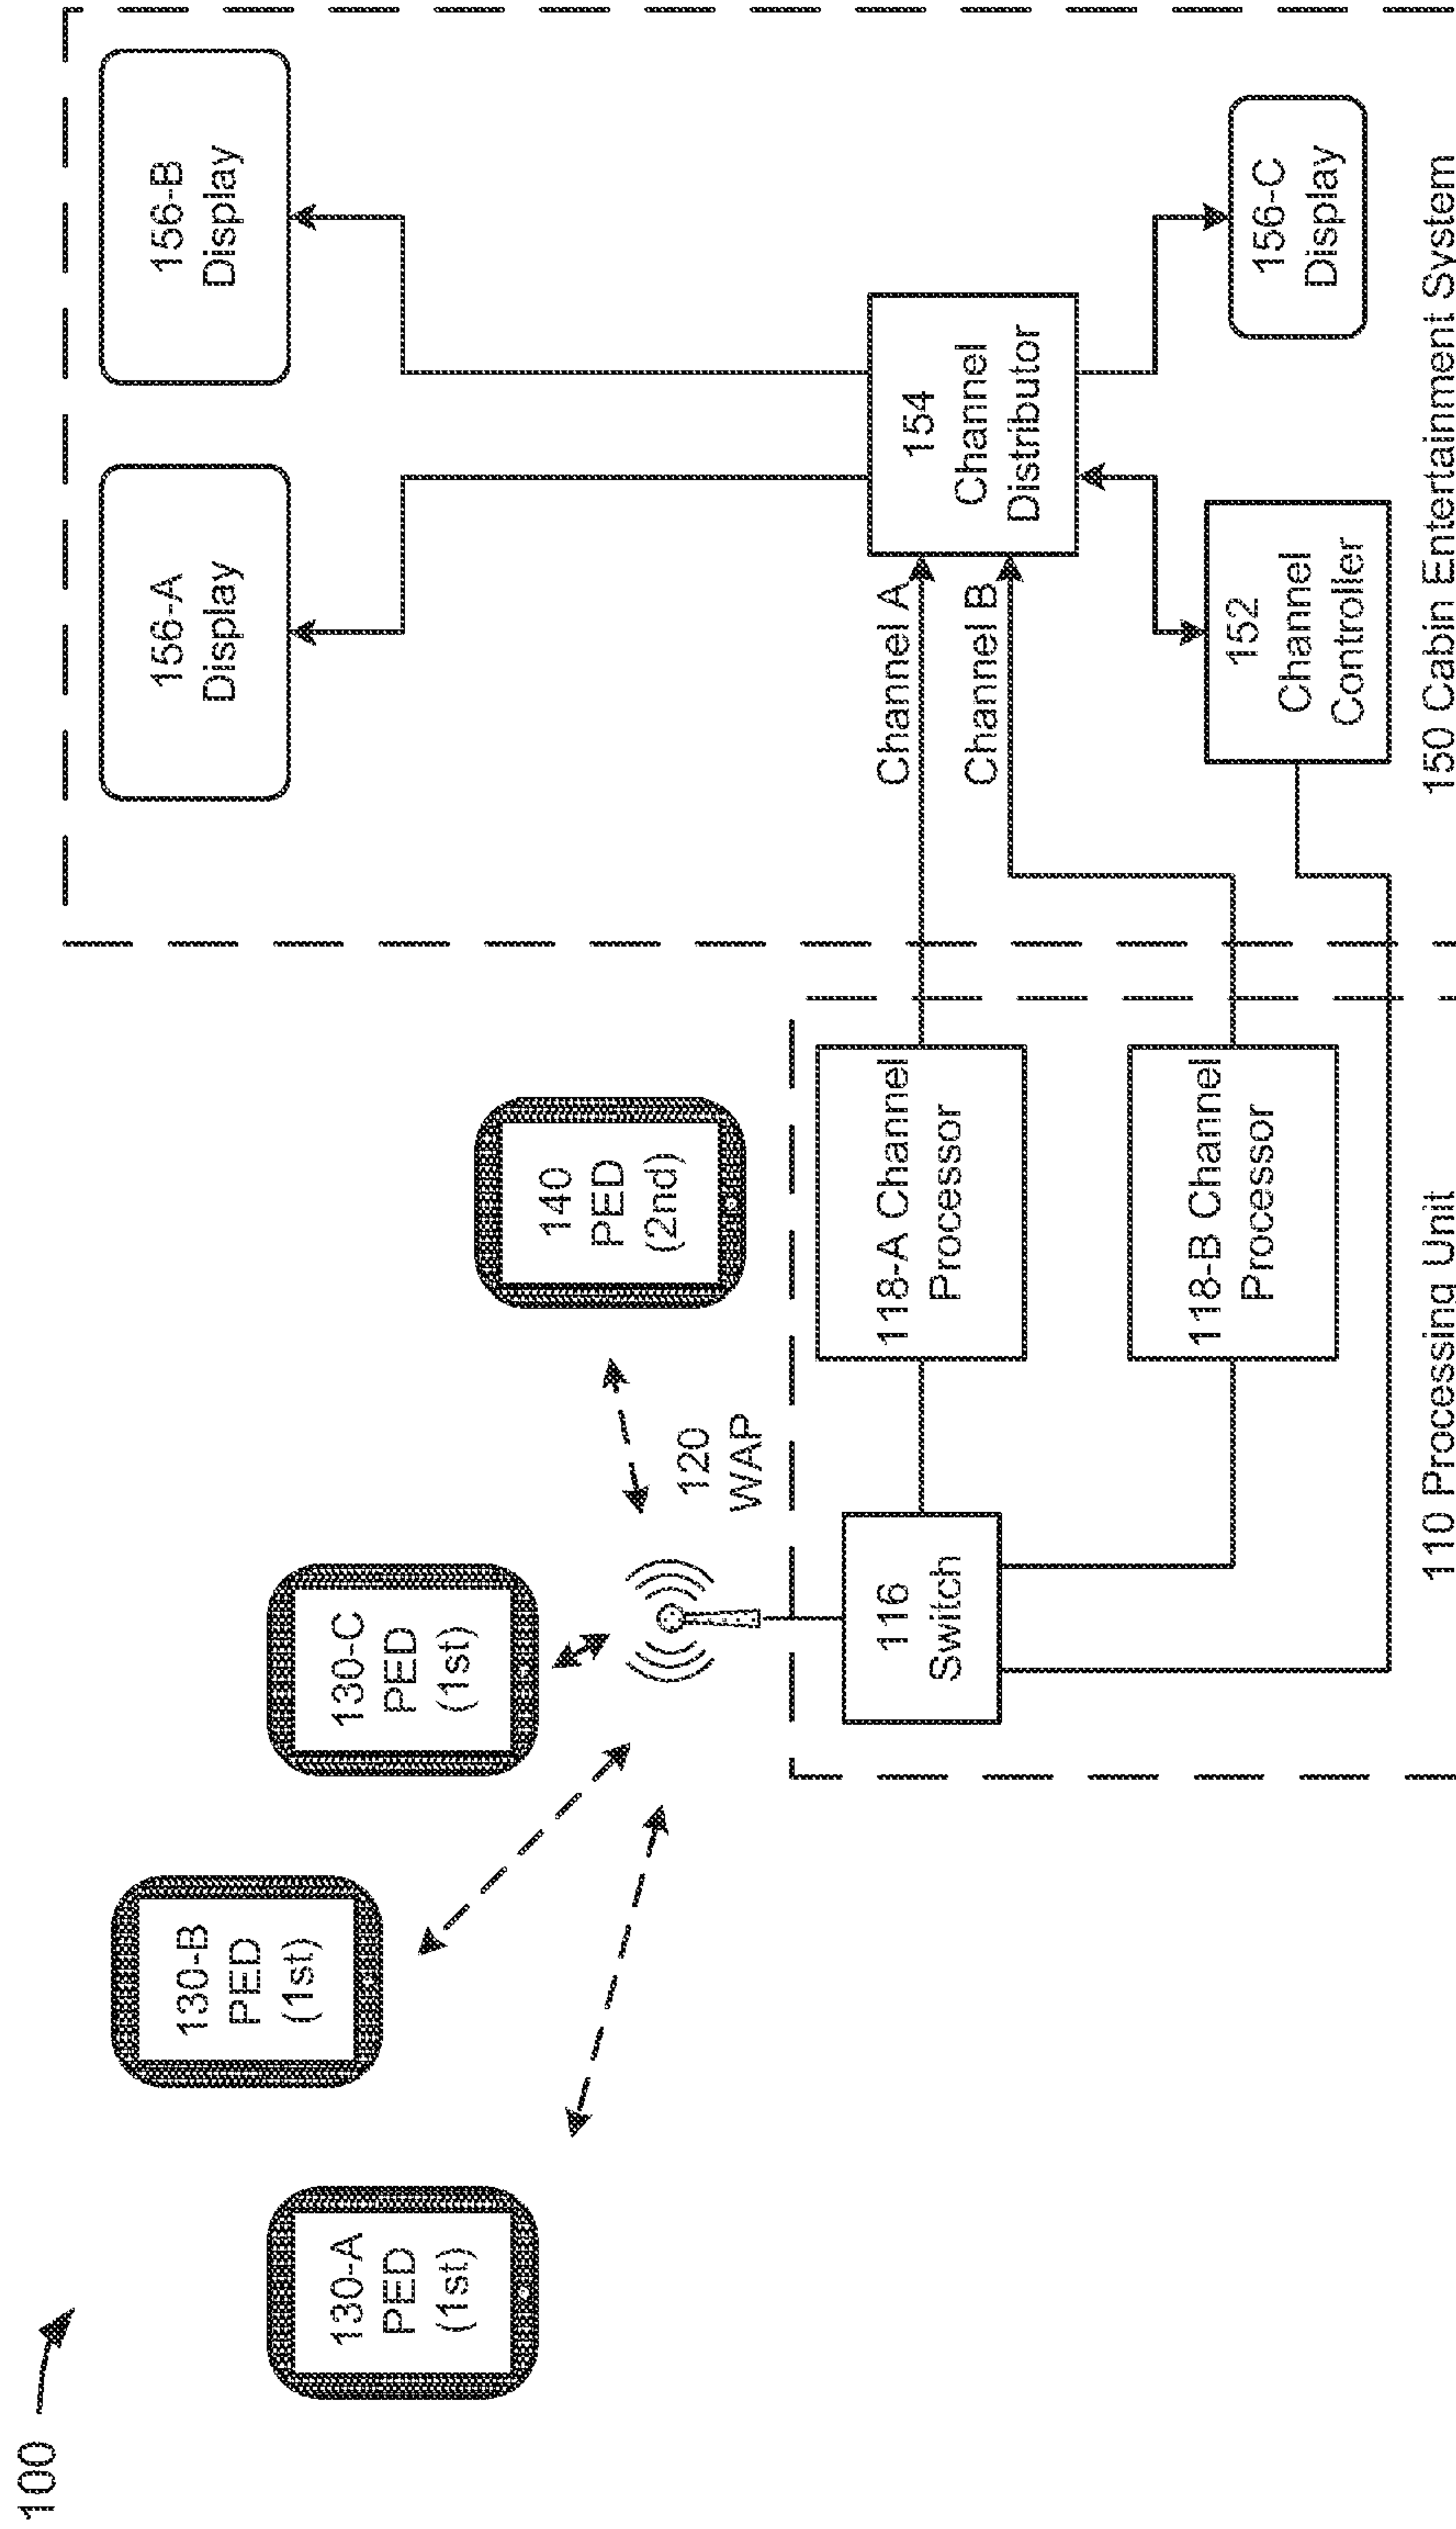 100
130-A
PED
(1st)
130-B
PED
(1st)
130-C
PED
(1st)
140
PED
(2nd)
120
WAP
116
Switch
118-A Channel
Processor
118-B Channel
Processor
110 Processing Unit
156-A
Display
156-B
Display
Channel A
Channel B
154
Channel
Distributor
152
Channel
Controller
156-C
Display
150 Cabin Entertainment System